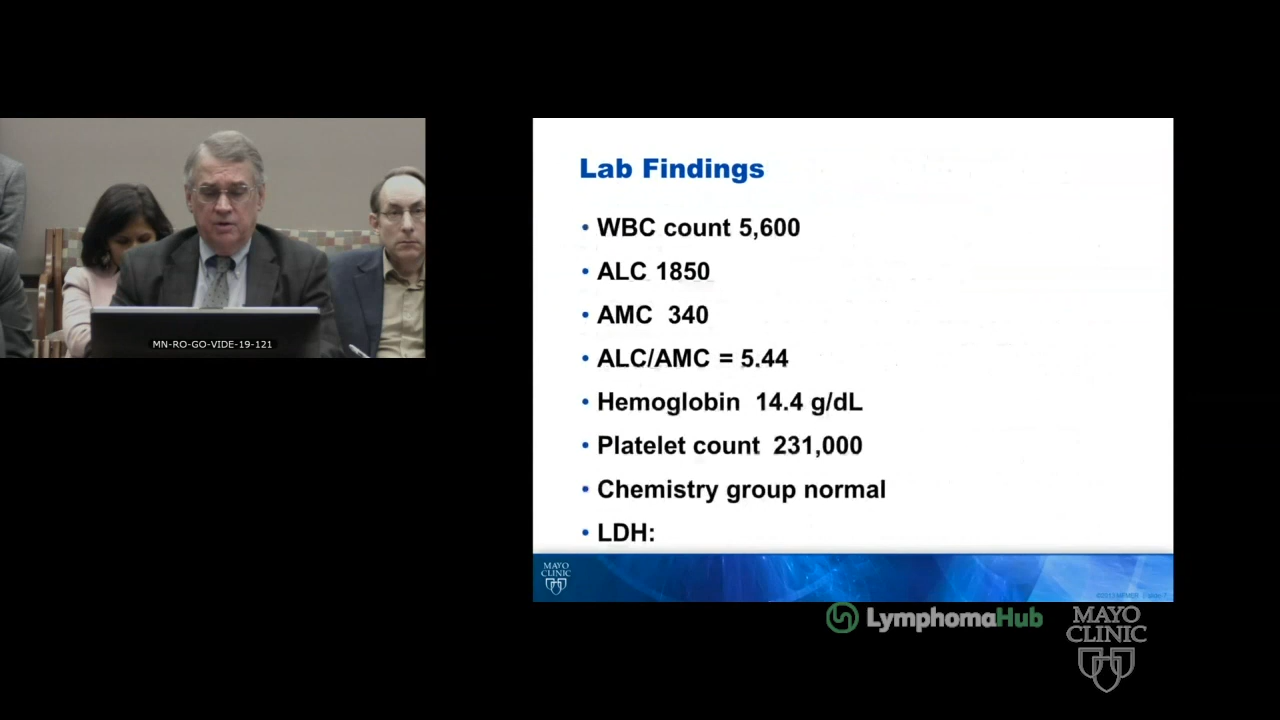 MN-RO-GO-VIDE-19-121
Lab Findings
• WBC count 5,600
• ALC 1850
• AMC 340
• ALC/AMC = 5.44
• Hemoglobin 14.4 g/dL
• Platelet count 231,000
• Chemistry group normal
• LDH:
MAYO
CLINIC
LymphomaHub
MAYO
CLINIC